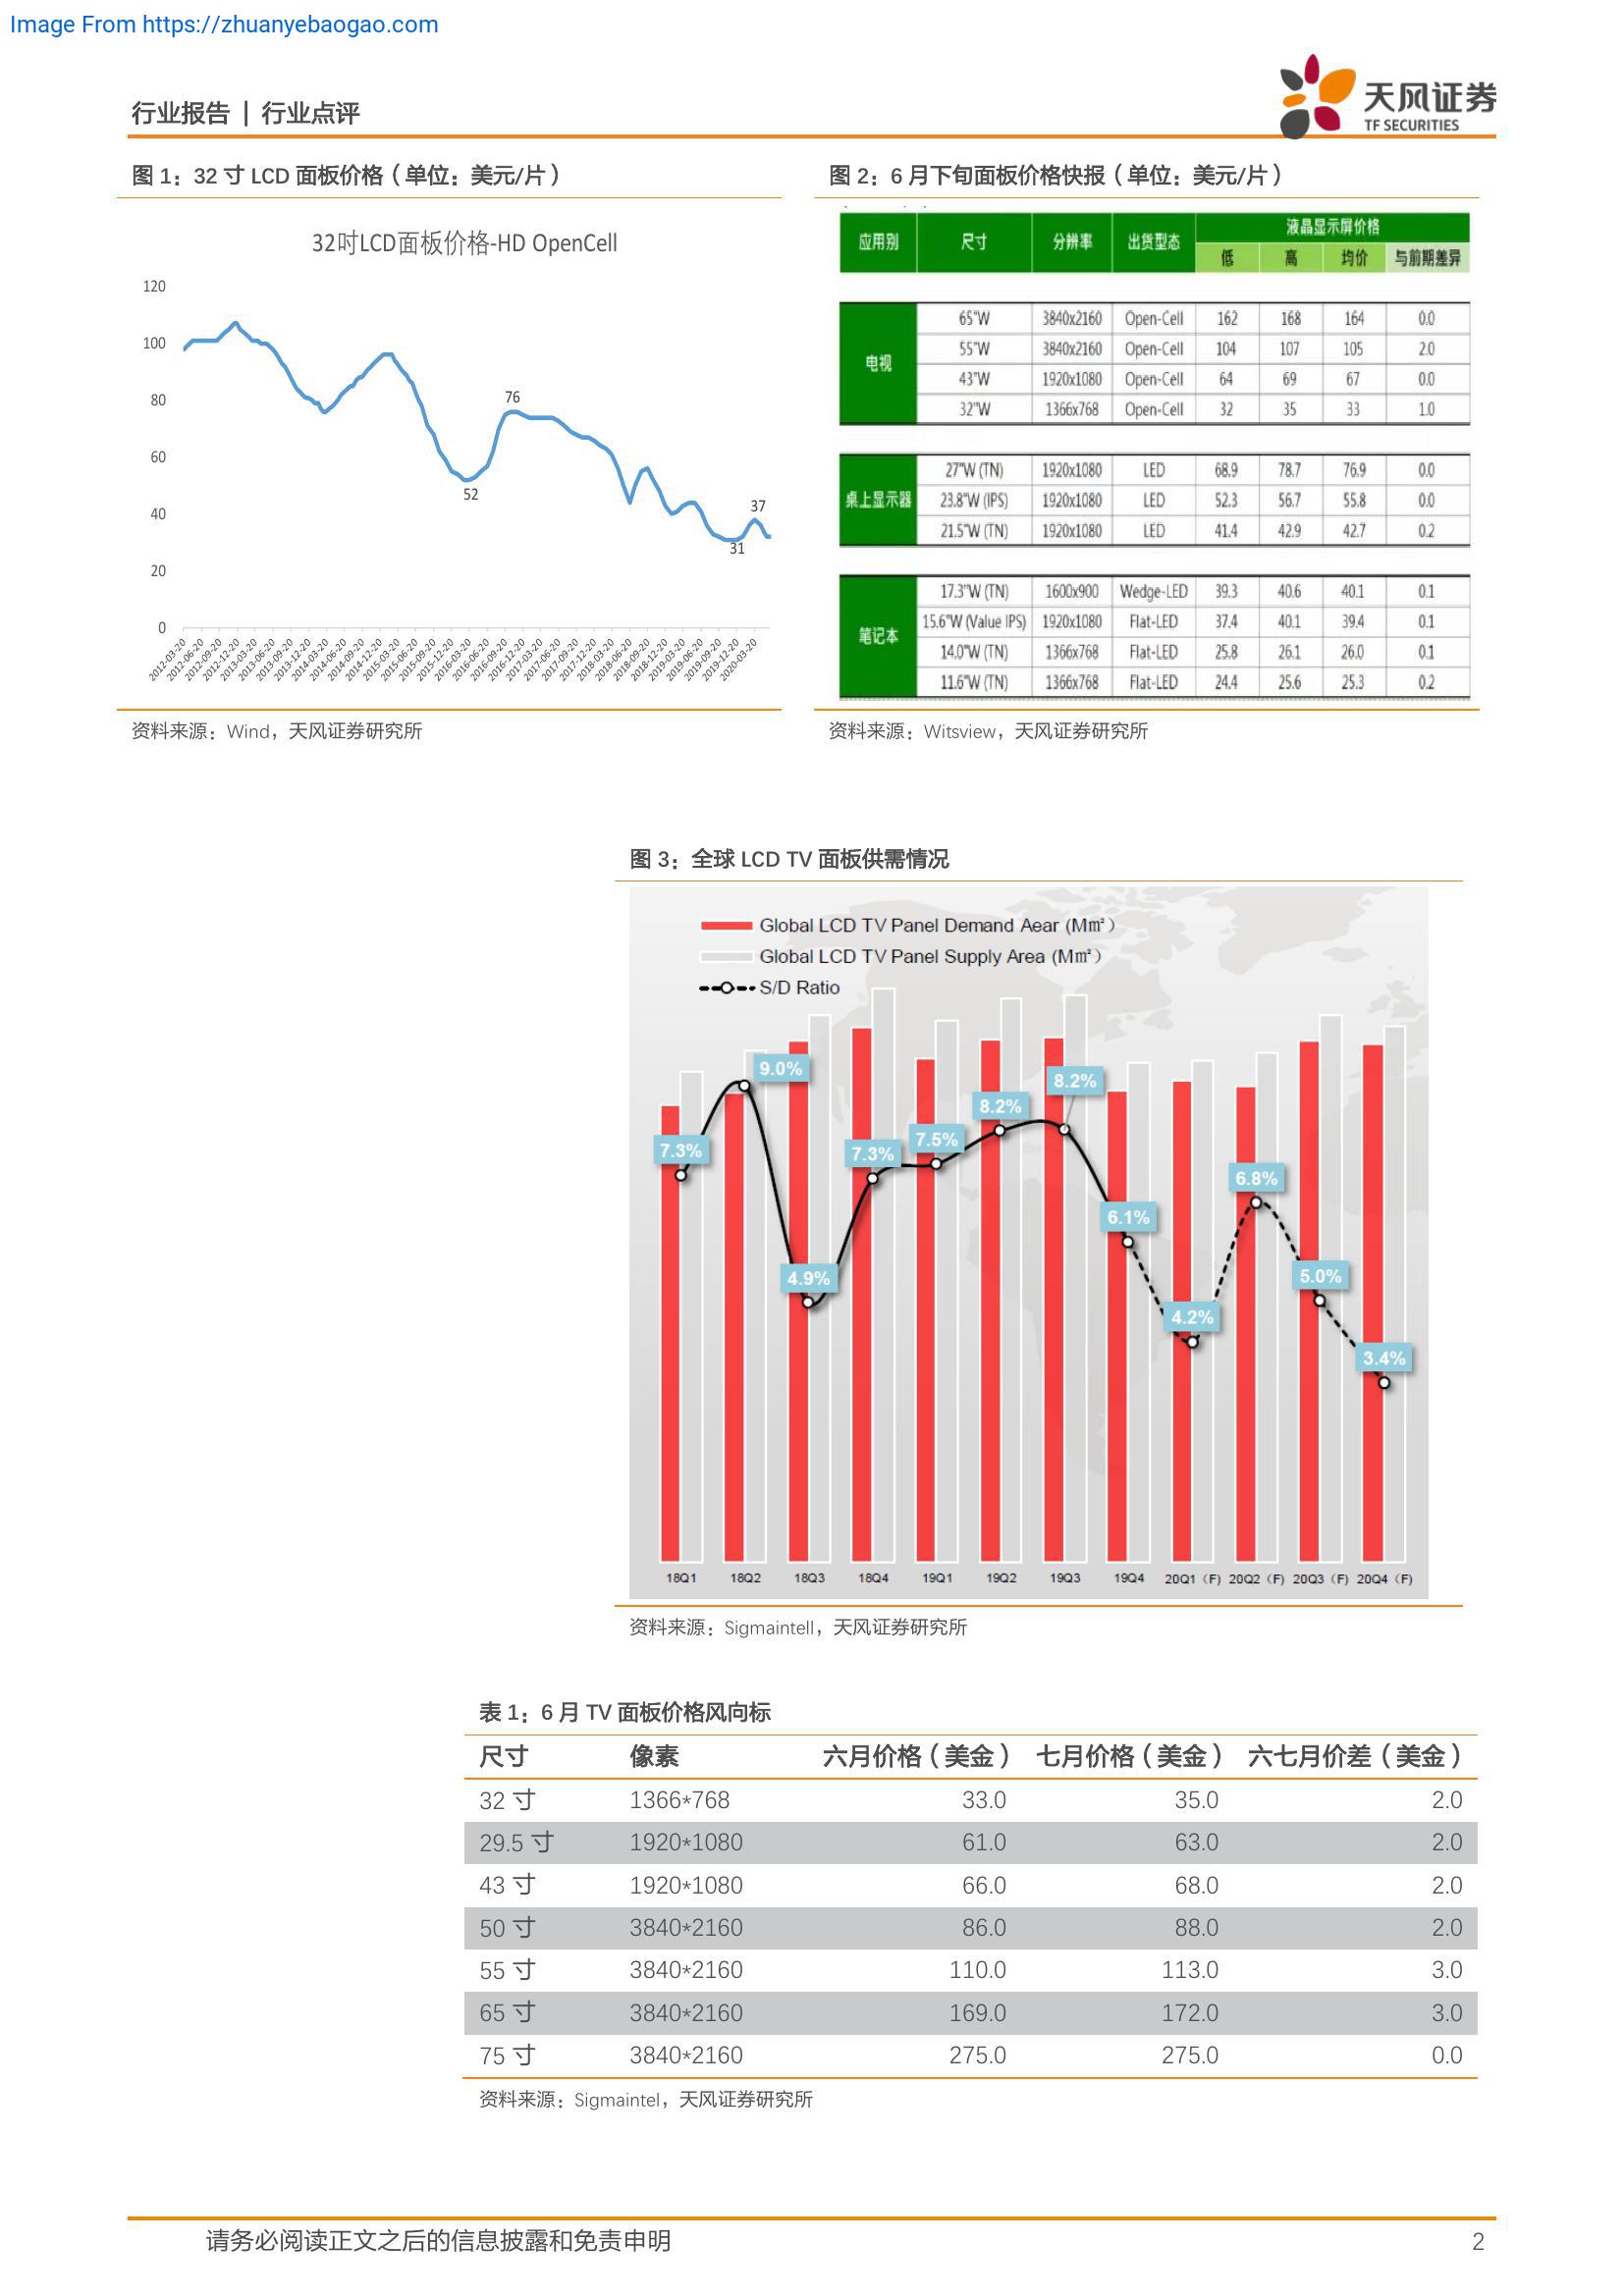 Image From https://zhuanyebaogao.com
行业报告 | 行业点评
天风证券
TF SECURITIES
图 1：32 寸 LCD 面板价格（单位：美元/片）
32吋LCD面板价格-HD OpenCell
120
100
80
60
40
20
0
76
52
37
31
2012-03-20 2012-06-20 2012-09-20 2012-12-20 2013-03-20 2013-06-20 2013-09-20 2013-12-20 2014-03-20 2014-06-20 2014-09-20 2014-12-20 2015-03-20 2015-06-20 2015-09-20 2015-12-20 2016-03-20 2016-06-20 2016-09-20 2016-12-20 2017-03-20 2017-06-20 2017-09-20 2017-12-20 2018-03-20 2018-06-20 2018-09-20 2018-12-20 2019-03-20 2019-06-20 2019-09-20 2019-12-20 2020-03-20
资料来源：Wind，天风证券研究所
图 2：6 月下旬面板价格快报（单位：美元/片）
应用别 尺寸 分辨率 出货型态 液晶显示屏价格
低 高 均价 与前期差异
电视
65"W 3840x2160 Open-Cell 162 168 164 0.0
55"W 3840x2160 Open-Cell 104 107 105 2.0
43"W 1920x1080 Open-Cell 64 69 67 0.0
32"W 1366x768 Open-Cell 32 35 33 1.0
桌上显示器
27"W (TN) 1920x1080 LED 68.9 78.7 76.9 0.0
23.8"W (IPS) 1920x1080 LED 52.3 56.7 55.8 0.0
21.5"W (TN) 1920x1080 LED 41.4 42.9 42.7 0.2
笔记本
17.3"W (TN) 1600x900 Wedge-LED 39.3 40.6 40.1 0.1
15.6"W (Value IPS) 1920x1080 Flat-LED 37.4 40.1 39.4 0.1
14.0"W (TN) 1366x768 Flat-LED 25.8 26.1 26.0 0.1
11.6"W (TN) 1366x768 Flat-LED 24.4 25.6 25.3 0.2
资料来源：Witsview，天风证券研究所
图 3：全球 LCD TV 面板供需情况
Global LCD TV Panel Demand Aear (Mm²)
Global LCD TV Panel Supply Area (Mm²)
S/D Ratio
7.3% 9.0% 4.9% 7.3% 7.5% 8.2% 8.2% 6.1% 4.2% 6.8% 5.0% 3.4%
18Q1 18Q2 18Q3 18Q4 19Q1 19Q2 19Q3 19Q4 20Q1（F) 20Q2（F) 20Q3（F) 20Q4（F)
资料来源：Sigmaintell，天风证券研究所
表 1：6 月 TV 面板价格风向标
尺寸 像素 六月价格（美金） 七月价格（美金） 六七月价差（美金）
32 寸 1366*768 33.0 35.0 2.0
29.5 寸 1920*1080 61.0 63.0 2.0
43 寸 1920*1080 66.0 68.0 2.0
50 寸 3840*2160 86.0 88.0 2.0
55 寸 3840*2160 110.0 113.0 3.0
65 寸 3840*2160 169.0 172.0 3.0
75 寸 3840*2160 275.0 275.0 0.0
资料来源：Sigmaintel，天风证券研究所
请务必阅读正文之后的信息披露和免责申明
2